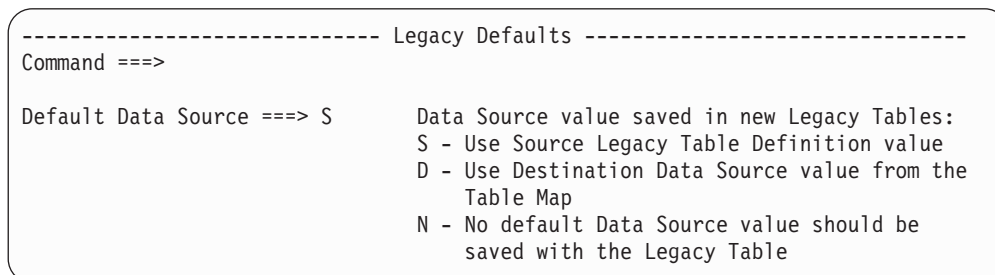 ------------------------------ Legacy Defaults --------------------------------
Command ===>
Default Data Source ===> S       Data Source value saved in new Legacy Tables:
                                 S - Use Source Legacy Table Definition value
                                 D - Use Destination Data Source value from the
                                     Table Map
                                 N - No default Data Source value should be
                                     saved with the Legacy Table